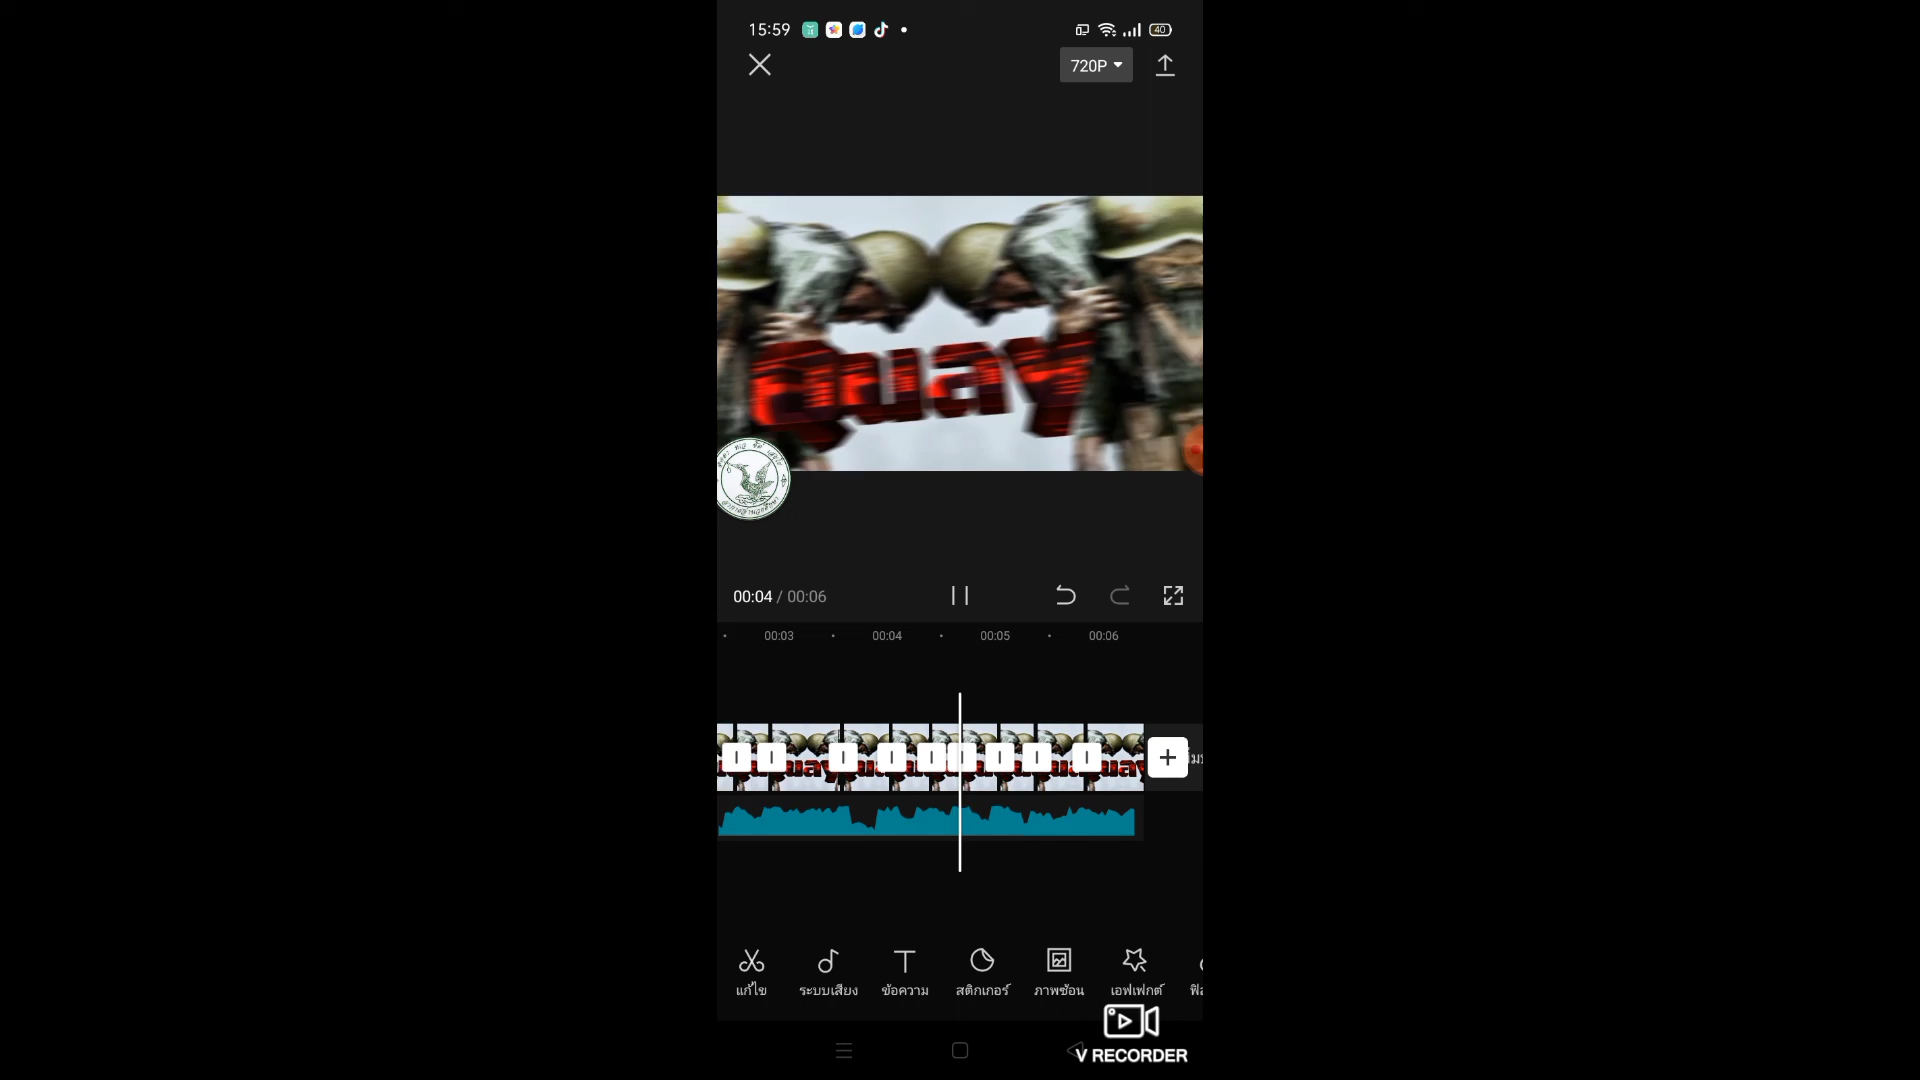 15:59
40
720P
00:04 / 00:06
00:03
00:04
00:05
00:06
แก้ไข
ระบบเสียง
ข้อความ
สติกเกอร์
ภาพซ้อน
เอฟเฟกต์
V RECORDER